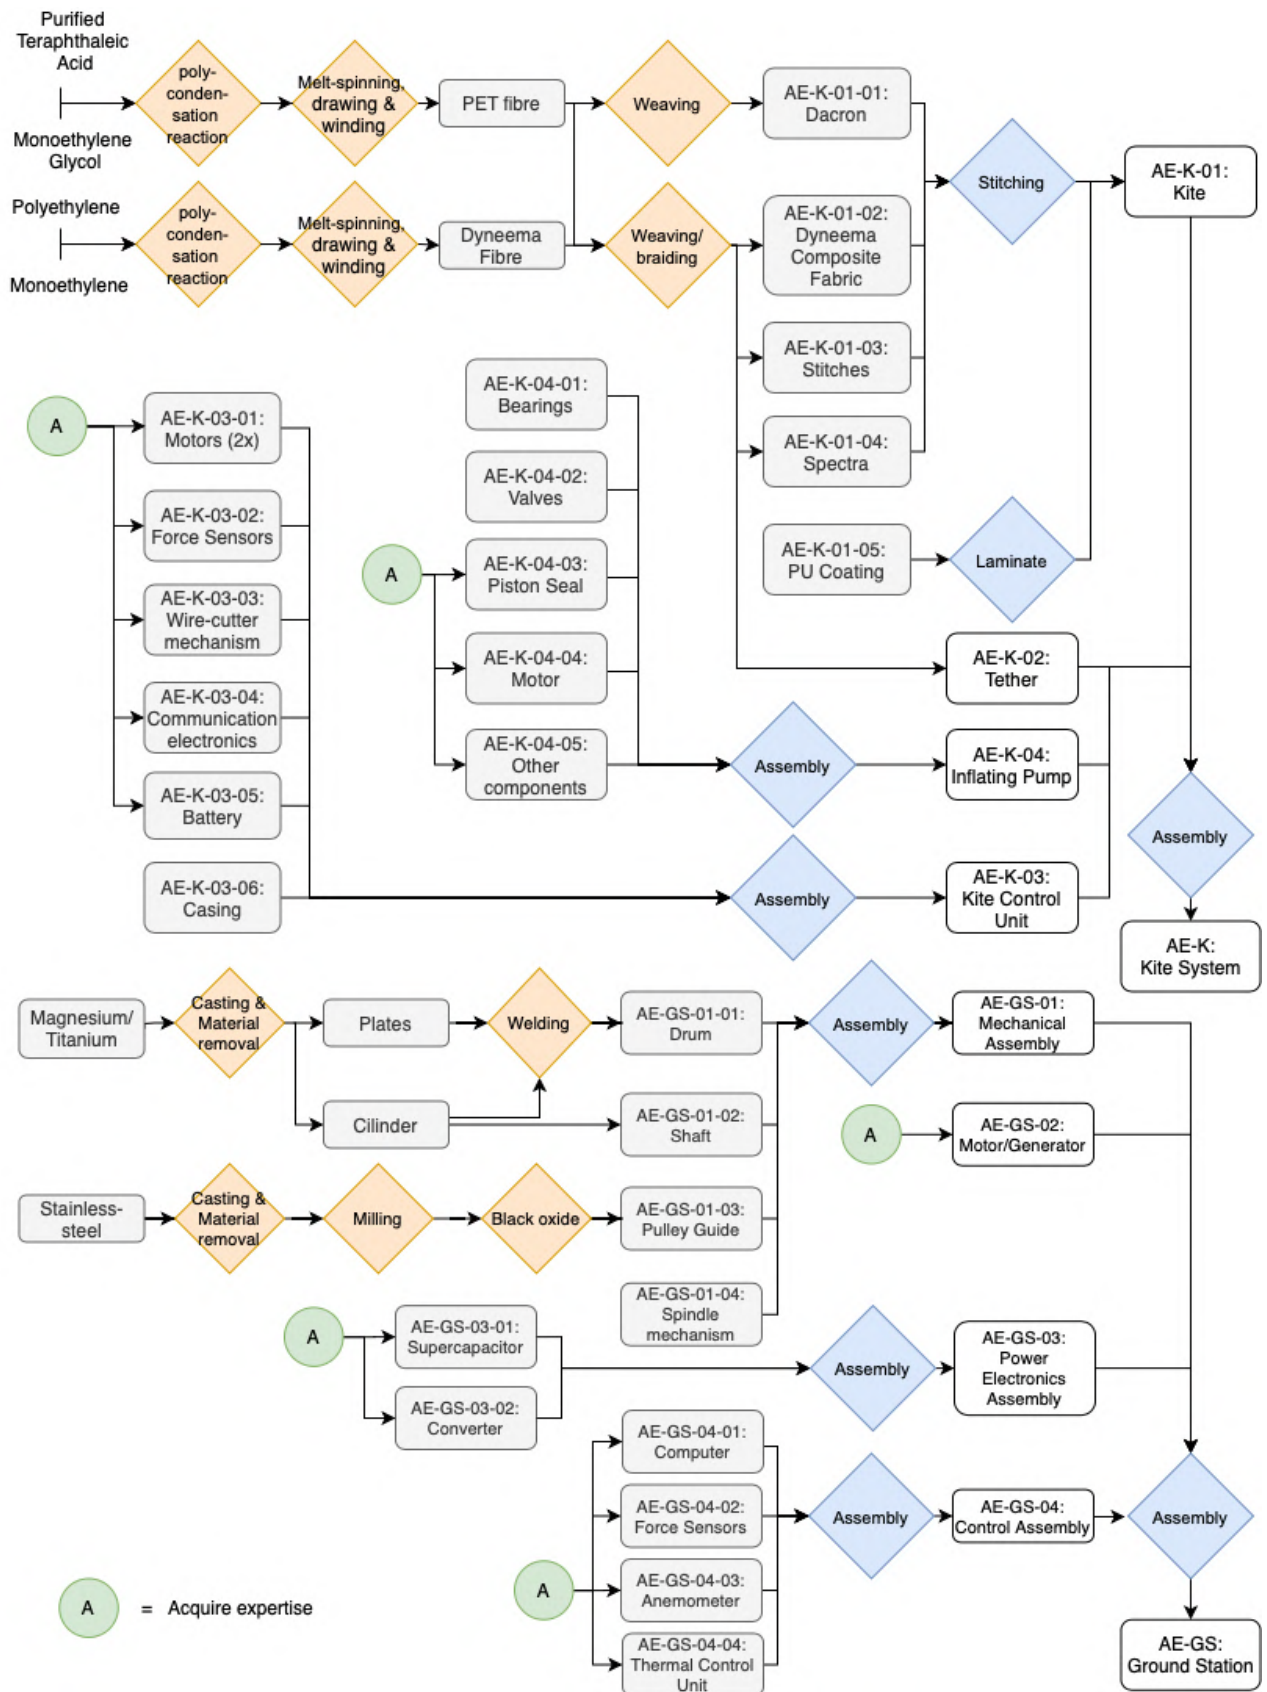 Purified
Teraphthaleic
Acid
Monoethylene
Glycol
poly-
conden-
sation
reaction
Melt-spinning,
drawing &
winding
PET fibre
Weaving
AE-K-01-01:
Dacron
Stitching
AE-K-01:
Kite
Polyethylene
Monoethylene
poly-
conden-
sation
reaction
Melt-spinning,
drawing &
winding
Dyneema
Fibre
Weaving/
braiding
AE-K-01-02:
Dyneema
Composite
Fabric
AE-K-01-03:
Stitches
AE-K-01-04:
Spectra
AE-K-01-05:
PU Coating
Laminate
A
AE-K-03-01:
Motors (2x)
AE-K-03-02:
Force Sensors
AE-K-03-03:
Wire-cutter
mechanism
AE-K-03-04:
Communication
electronics
AE-K-03-05:
Battery
AE-K-03-06:
Casing
A
AE-K-04-01:
Bearings
AE-K-04-02:
Valves
AE-K-04-03:
Piston Seal
AE-K-04-04:
Motor
AE-K-04-05:
Other
components
Assembly
Assembly
AE-K-02:
Tether
AE-K-04:
Inflating Pump
AE-K-03:
Kite Control
Unit
Assembly
AE-K:
Kite System
Magnesium/
Titanium
Casting &
Material
removal
Plates
Welding
AE-GS-01-01:
Drum
Assembly
AE-GS-01:
Mechanical
Assembly
Cilinder
AE-GS-01-02:
Shaft
A
AE-GS-02:
Motor/Generator
Stainless-
steel
Casting &
Material
removal
Milling
Black oxide
AE-GS-01-03:
Pulley Guide
AE-GS-01-04:
Spindle
mechanism
A
AE-GS-03-01:
Supercapacitor
AE-GS-03-02:
Converter
Assembly
AE-GS-03:
Power
Electronics
Assembly
AE-GS-04-01:
Computer
AE-GS-04-02:
Force Sensors
AE-GS-04-03:
Anemometer
AE-GS-04-04:
Thermal Control
Unit
A
Assembly
AE-GS-04:
Control Assembly
Assembly
AE-GS:
Ground Station
A = Acquire expertise